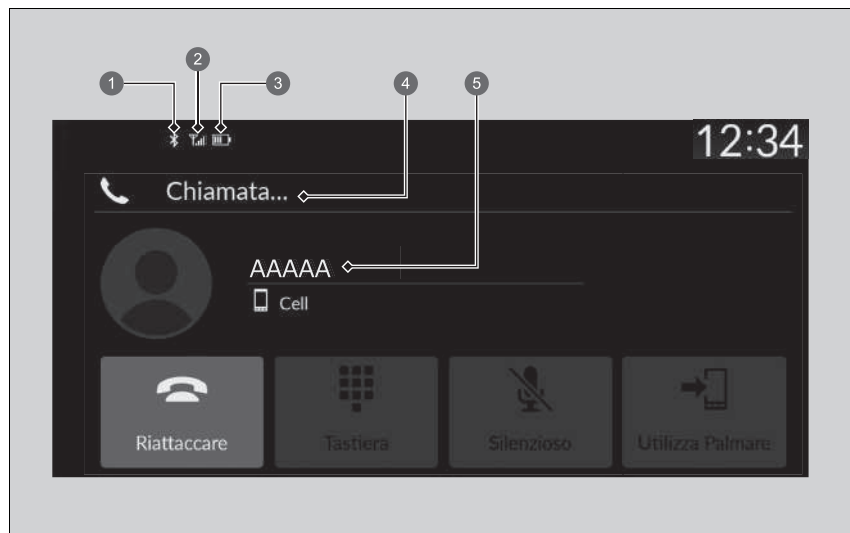 1 2 3 4 5
12:34
Chiamata...
AAAAA
Cell
Riattaccare Tastiera Silenzioso Utilizza Palmare